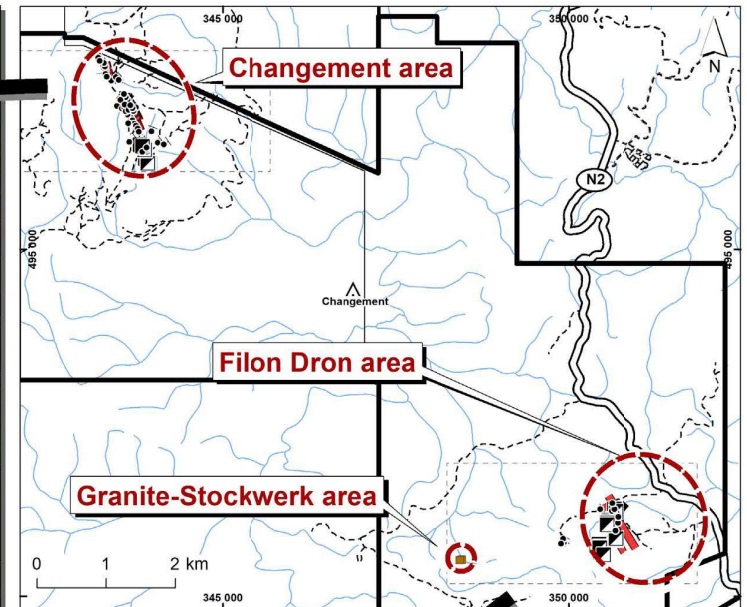 345 000
350 000
Changement area
N
N2
495 000
495 000
Changement
Filon Dron area
Granite-Stockwerk area
0 1 2 km
345 000
350 000